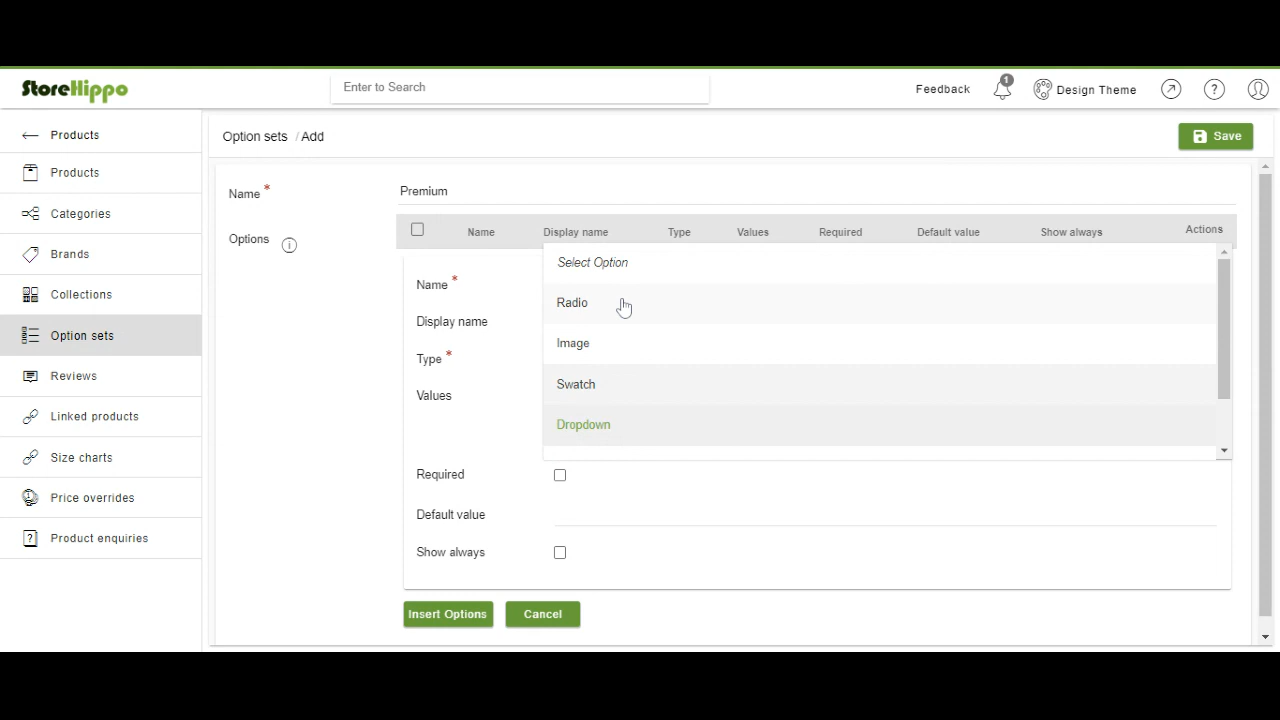 StoreHippo
Enter to Search
Feedback
1
Design Theme
?
Products
Products
Categories
Brands
Collections
Option sets
Reviews
Linked products
Size charts
Price overrides
Product enquiries
Option sets / Add
Save
Name *
Premium
Options i
Name Display name Type Values Required Default value Show always Actions
Name *
Display name
Type *
Values
Select Option
Radio
Image
Swatch
Dropdown
Required
Default value
Show always
Insert Options
Cancel